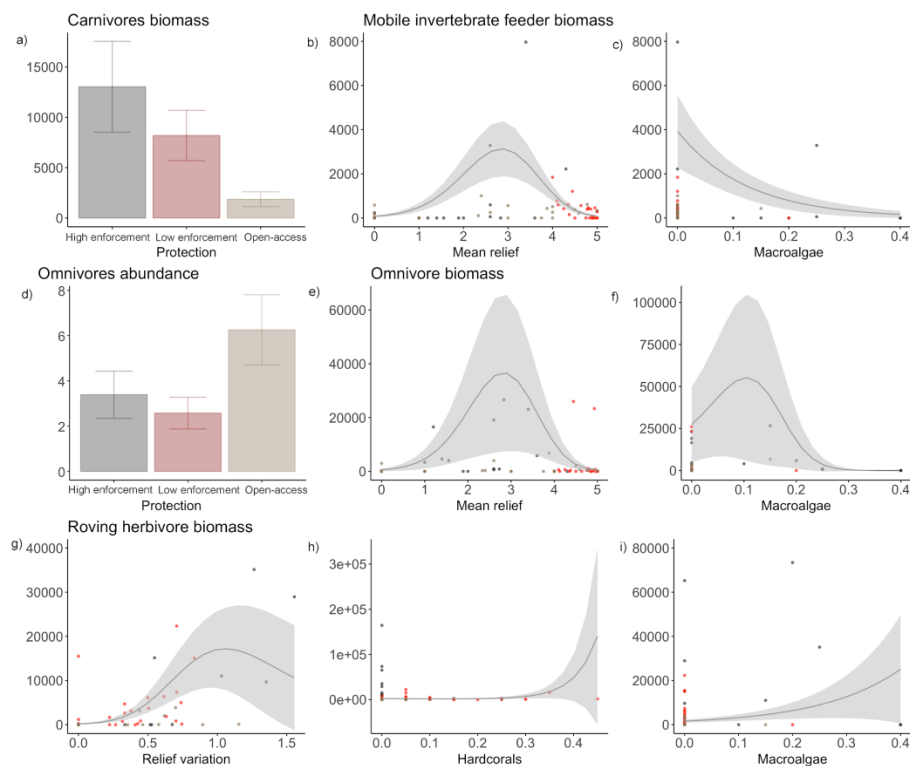 Carnivores biomass
Mobile invertebrate feeder biomass
a)
15000
10000
5000
0
High enforcement Low enforcement Open-access
Protection
b)
8000
6000
4000
2000
0
0 1 2 3 4 5
Mean relief
c)
8000
6000
4000
2000
0
0.0 0.1 0.2 0.3 0.4
Macroalgae
Omnivores abundance
Omnivore biomass
d)
8
6
4
2
0
High enforcement Low enforcement Open-access
Protection
e)
60000
40000
20000
0
0 1 2 3 4 5
Mean relief
f)
100000
75000
50000
25000
0
0.0 0.1 0.2 0.3 0.4
Macroalgae
Roving herbivore biomass
g)
40000
30000
20000
10000
0
0.0 0.5 1.0 1.5
Relief variation
h)
3e+05
2e+05
1e+05
0e+00
0.0 0.1 0.2 0.3 0.4
Hardcorals
i)
80000
60000
40000
20000
0
0.0 0.1 0.2 0.3 0.4
Macroalgae